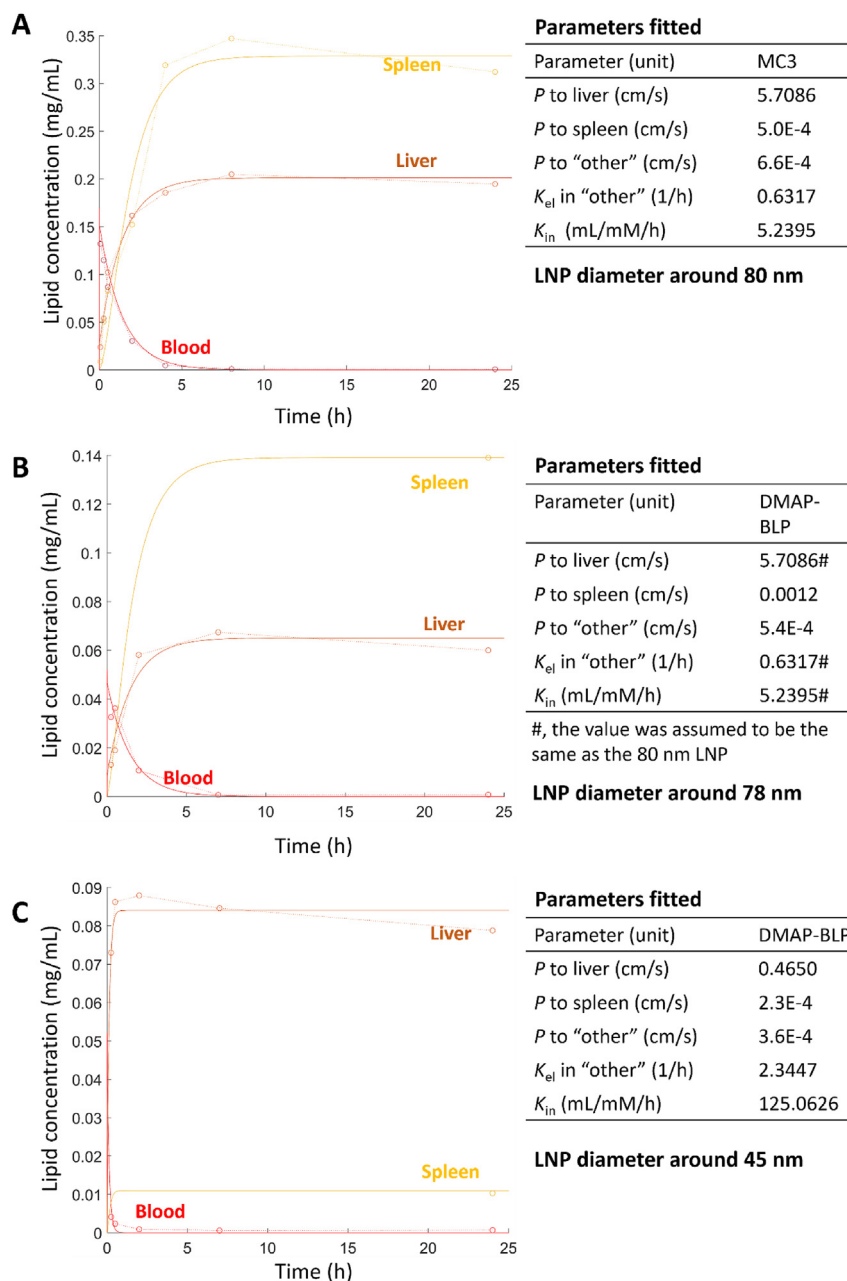 A
Lipid concentration (mg/mL)
0.35
0.3
0.25
0.2
0.15
0.1
0.05
0
Spleen
Liver
Blood
0 5 10 15 20 25
Time (h)
Parameters fitted
Parameter (unit) MC3
P to liver (cm/s) 5.7086
P to spleen (cm/s) 5.0E-4
P to “other” (cm/s) 6.6E-4
Kel in “other” (1/h) 0.6317
Kin (mL/mM/h) 5.2395
LNP diameter around 80 nm
B
Lipid concentration (mg/mL)
0.14
0.12
0.1
0.08
0.06
0.04
0.02
0
Spleen
Liver
Blood
0 5 10 15 20 25
Time (h)
Parameters fitted
Parameter (unit) DMAP-
BLP
P to liver (cm/s) 5.7086#
P to spleen (cm/s) 0.0012
P to “other” (cm/s) 5.4E-4
Kel in “other” (1/h) 0.6317#
Kin (mL/mM/h) 5.2395#
#, the value was assumed to be the
same as the 80 nm LNP
LNP diameter around 78 nm
C
Lipid concentration (mg/mL)
0.09
0.08
0.07
0.06
0.05
0.04
0.03
0.02
0.01
0
Liver
Spleen
Blood
0 5 10 15 20 25
Time (h)
Parameters fitted
Parameter (unit) DMAP-BLP
P to liver (cm/s) 0.4650
P to spleen (cm/s) 2.3E-4
P to “other” (cm/s) 3.6E-4
Kel in “other” (1/h) 2.3447
Kin (mL/mM/h) 125.0626
LNP diameter around 45 nm